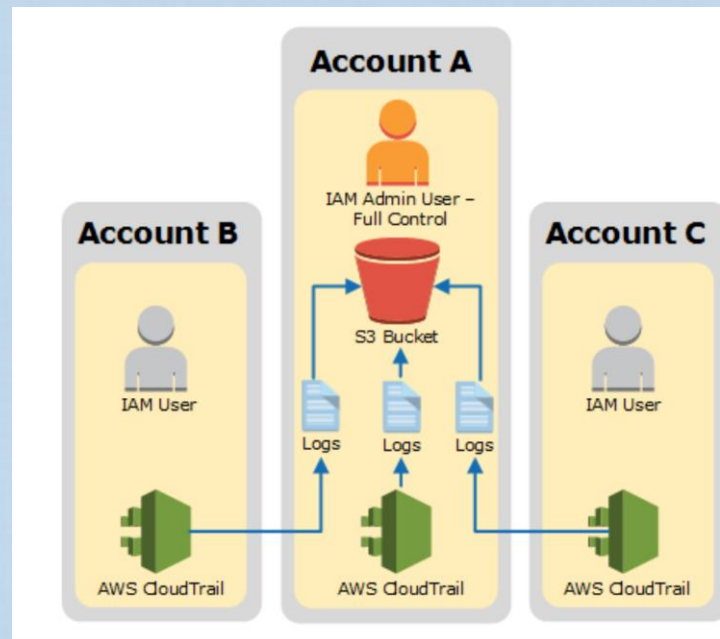 Account A
IAM Admin User –
Full Control
S3 Bucket
Logs
Logs
Logs
AWS CloudTrail
Account B
IAM User
AWS CloudTrail
Account C
IAM User
AWS CloudTrail